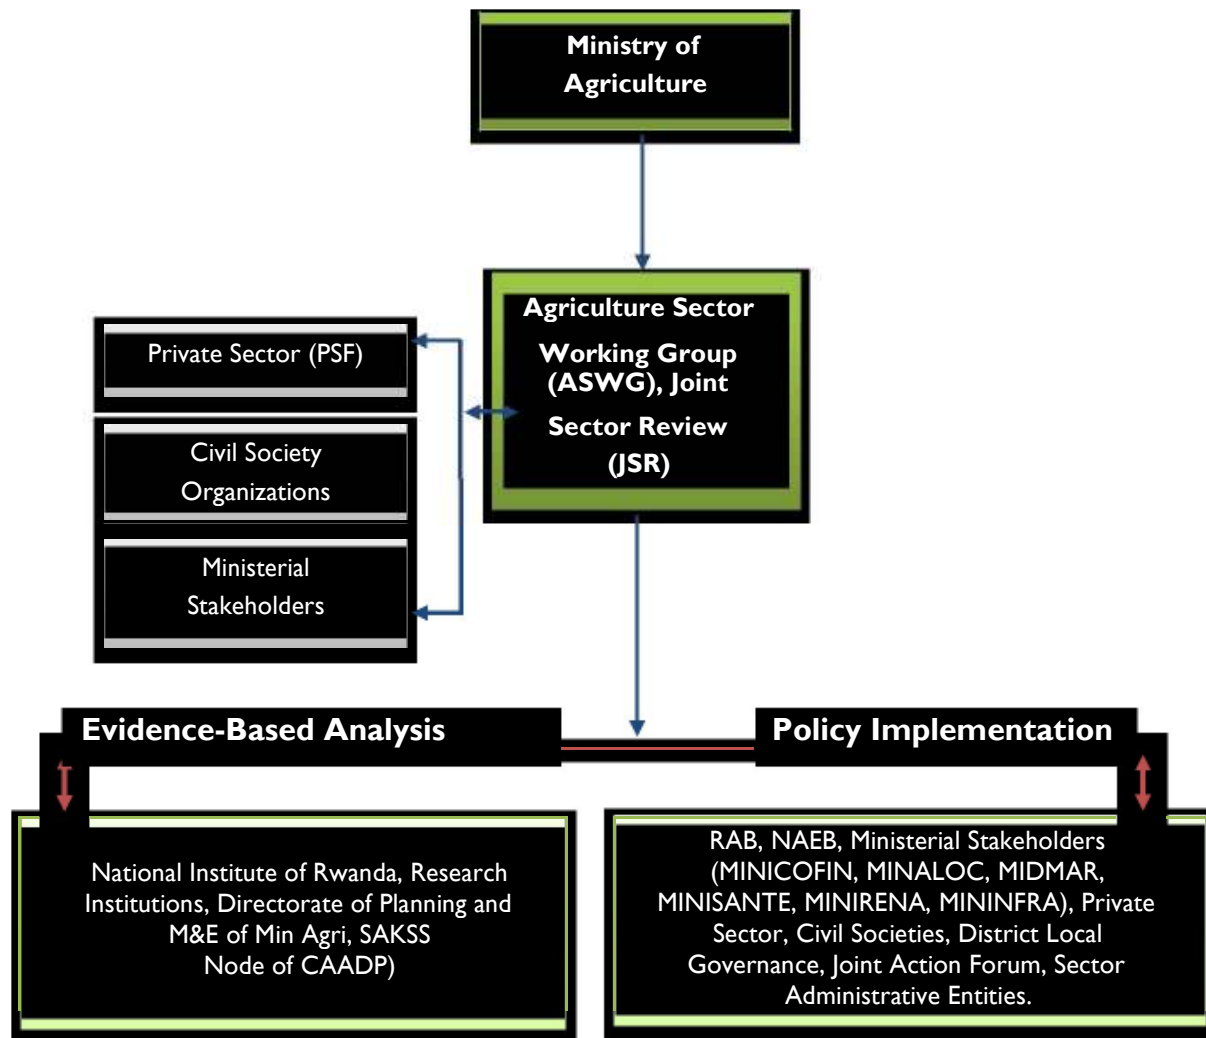 Ministry of
Agriculture
Agriculture Sector
Working Group
(ASWG), Joint
Sector Review
(JSR)
Private Sector (PSF)
Civil Society
Organizations
Ministerial
Stakeholders
Evidence-Based Analysis
Policy Implementation
National Institute of Rwanda, Research
Institutions, Directorate of Planning and
M&E of Min Agri, SAKSS
Node of CAADP)
RAB, NAEB, Ministerial Stakeholders
(MINICOFIN, MINALOC, MIDMAR,
MINISANTE, MINIRENA, MININFRA), Private
Sector, Civil Societies, District Local
Governance, Joint Action Forum, Sector
Administrative Entities.